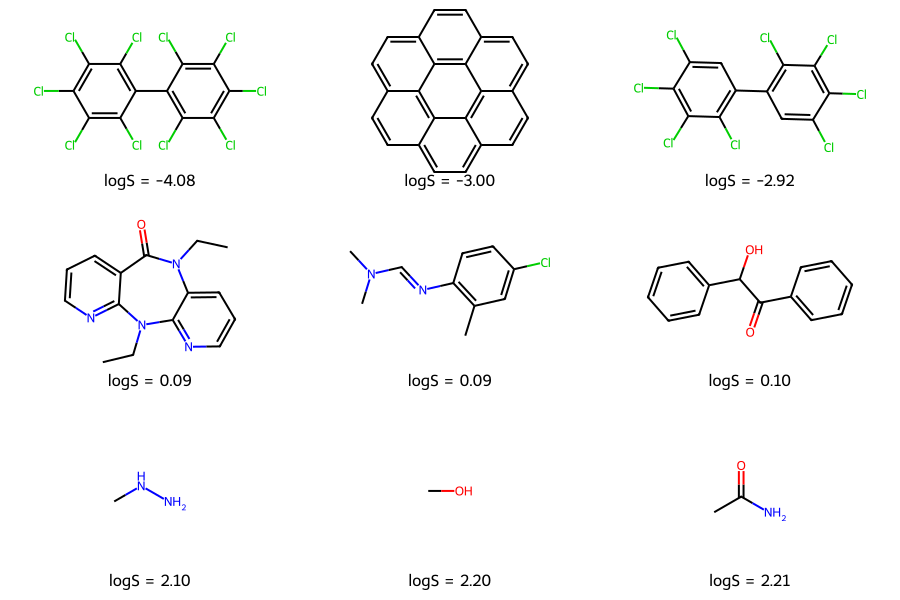 Cl Cl Cl Cl Cl Cl
Cl Cl Cl
Cl Cl Cl Cl Cl Cl Cl Cl Cl
logS = -4.08 logS = -3.00 logS = -2.92
O OH
N N Cl
N N O
N N
logS = 0.09 logS = 0.09 logS = 0.10
H N NH2 OH O NH2
logS = 2.10 logS = 2.20 logS = 2.21